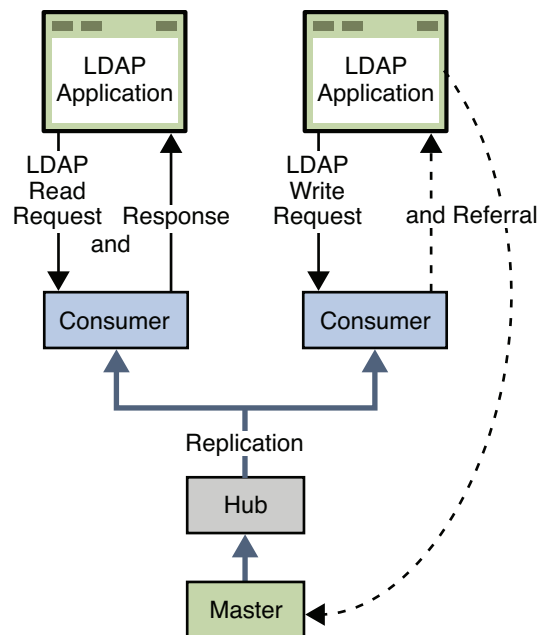 LDAP
Application
LDAP
Application
LDAP
Read
Request
and
Response
LDAP
Write
Request
and Referral
Consumer
Consumer
Replication
Hub
Master